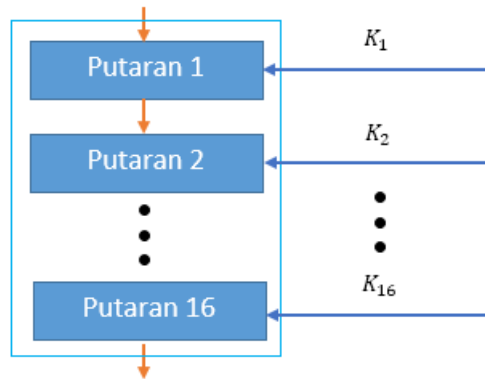 K₁
Putaran 1
K₂
Putaran 2
K₁₆
Putaran 16